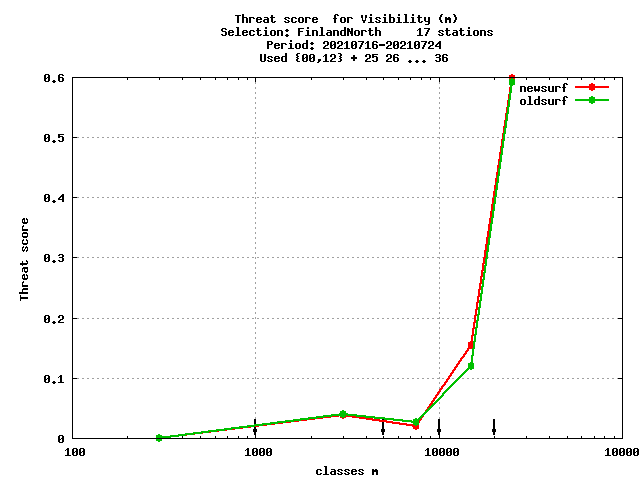 Threat score  for Visibility (m)
Selection: FinlandNorth     17 stations
Period: 20210716-20210724
Used {00,12} + 25 26 ... 36
newsurf
oldsurf
0.6
0.5
0.4
0.3
0.2
0.1
0
Threat score
100 1000 10000 10000
classes m